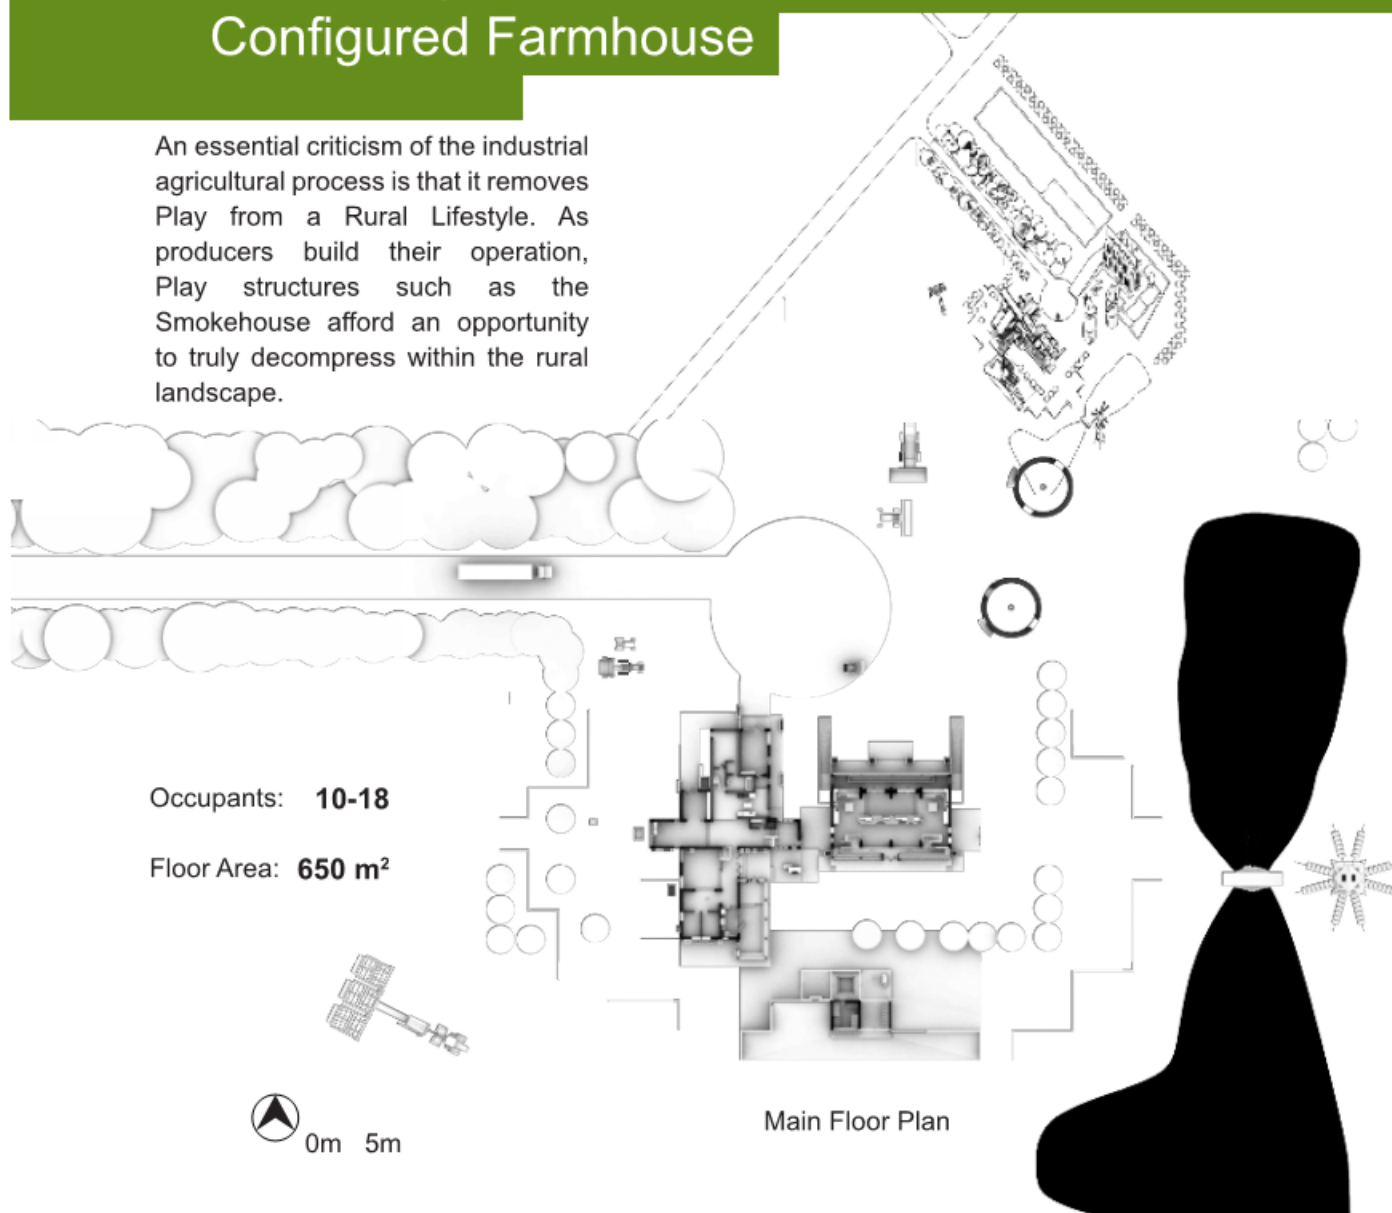 Configured Farmhouse
An essential criticism of the industrial
agricultural process is that it removes
Play from a Rural Lifestyle. As
producers build their operation,
Play structures such as the
Smokehouse afford an opportunity
to truly decompress within the rural
landscape.
Occupants: 10-18
Floor Area: 650 m²
0m 5m
Main Floor Plan